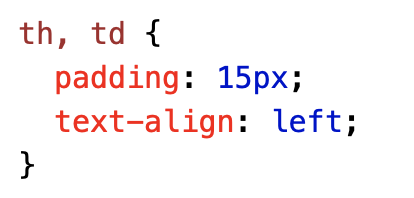 th, td {
  padding: 15px;
  text-align: left;
}